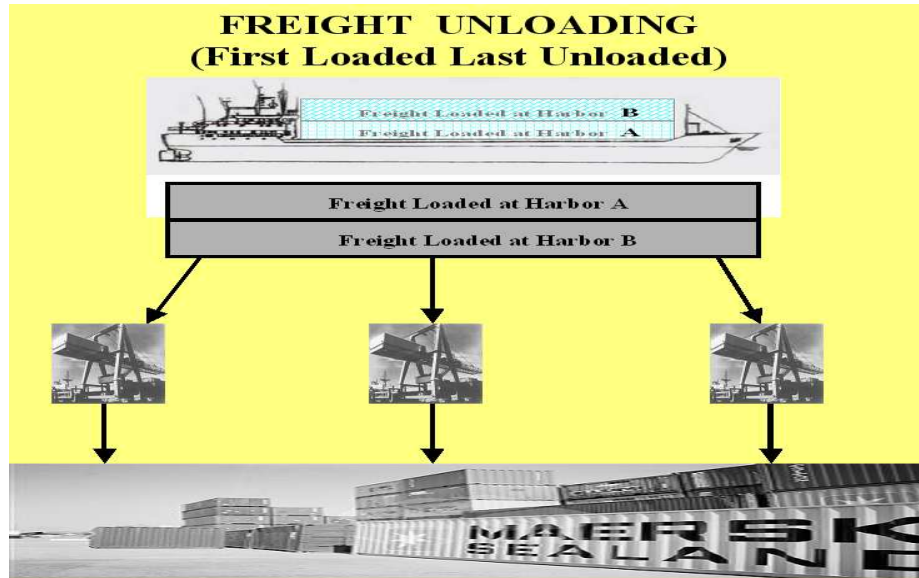 FREIGHT UNLOADING
(First Loaded Last Unloaded)
Freight Loaded at Harbor B
Freight Loaded at Harbor A
Freight Loaded at Harbor A
Freight Loaded at Harbor B
MAERSK
SEALAND